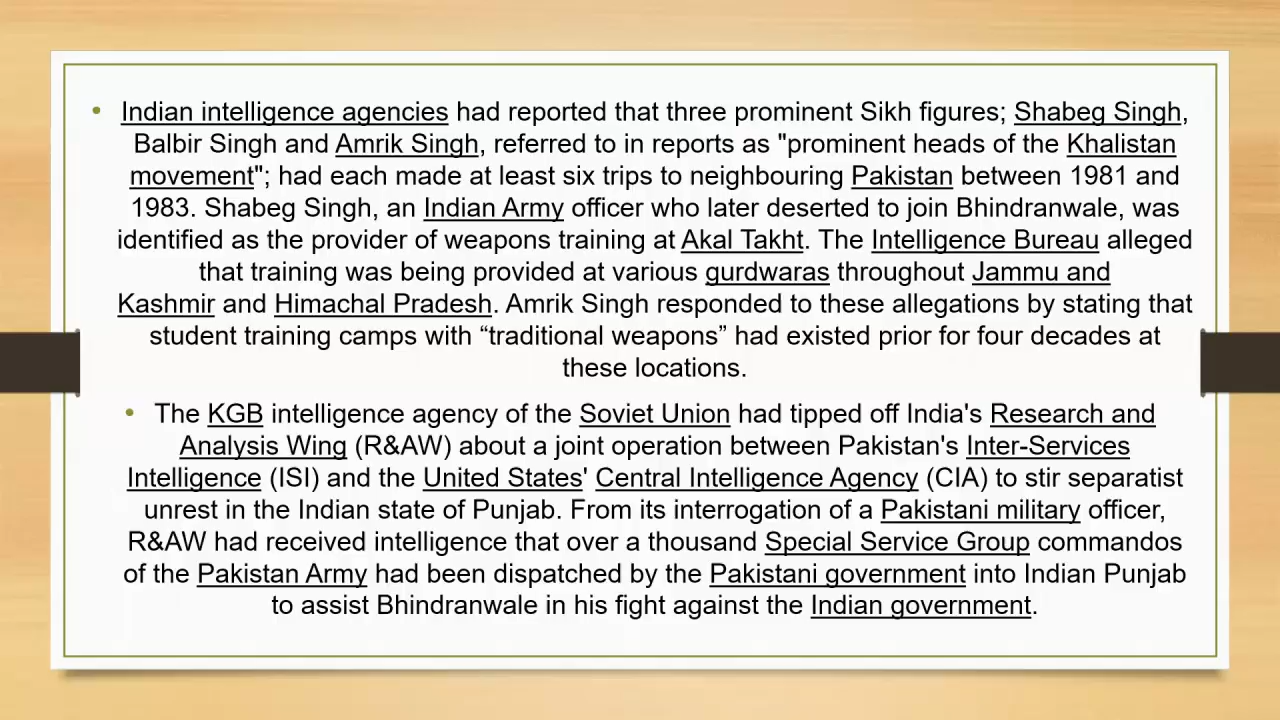 • Indian intelligence agencies had reported that three prominent Sikh figures; Shabeg Singh,
Balbir Singh and Amrik Singh, referred to in reports as "prominent heads of the Khalistan
movement"; had each made at least six trips to neighbouring Pakistan between 1981 and
1983. Shabeg Singh, an Indian Army officer who later deserted to join Bhindranwale, was
identified as the provider of weapons training at Akal Takht. The Intelligence Bureau alleged
that training was being provided at various gurdwaras throughout Jammu and
Kashmir and Himachal Pradesh. Amrik Singh responded to these allegations by stating that
student training camps with “traditional weapons” had existed prior for four decades at
these locations.
• The KGB intelligence agency of the Soviet Union had tipped off India's Research and
Analysis Wing (R&AW) about a joint operation between Pakistan's Inter-Services
Intelligence (ISI) and the United States' Central Intelligence Agency (CIA) to stir separatist
unrest in the Indian state of Punjab. From its interrogation of a Pakistani military officer,
R&AW had received intelligence that over a thousand Special Service Group commandos
of the Pakistan Army had been dispatched by the Pakistani government into Indian Punjab
to assist Bhindranwale in his fight against the Indian government.